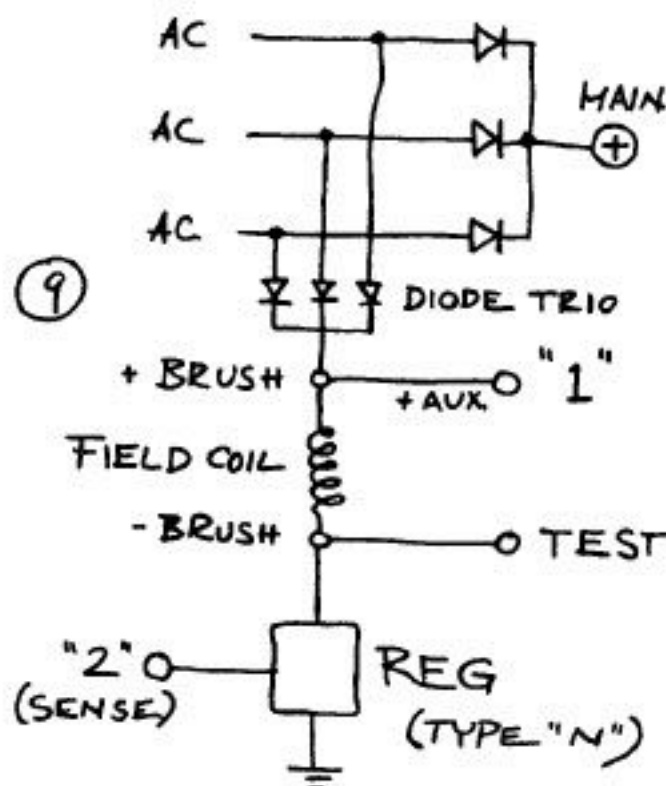 AC
MAIN
+
AC
AC
9
DIODE TRIO
+ BRUSH
+AUX.
"1"
FIELD COIL
- BRUSH
TEST
"2"
(SENSE)
REG
(TYPE "N")